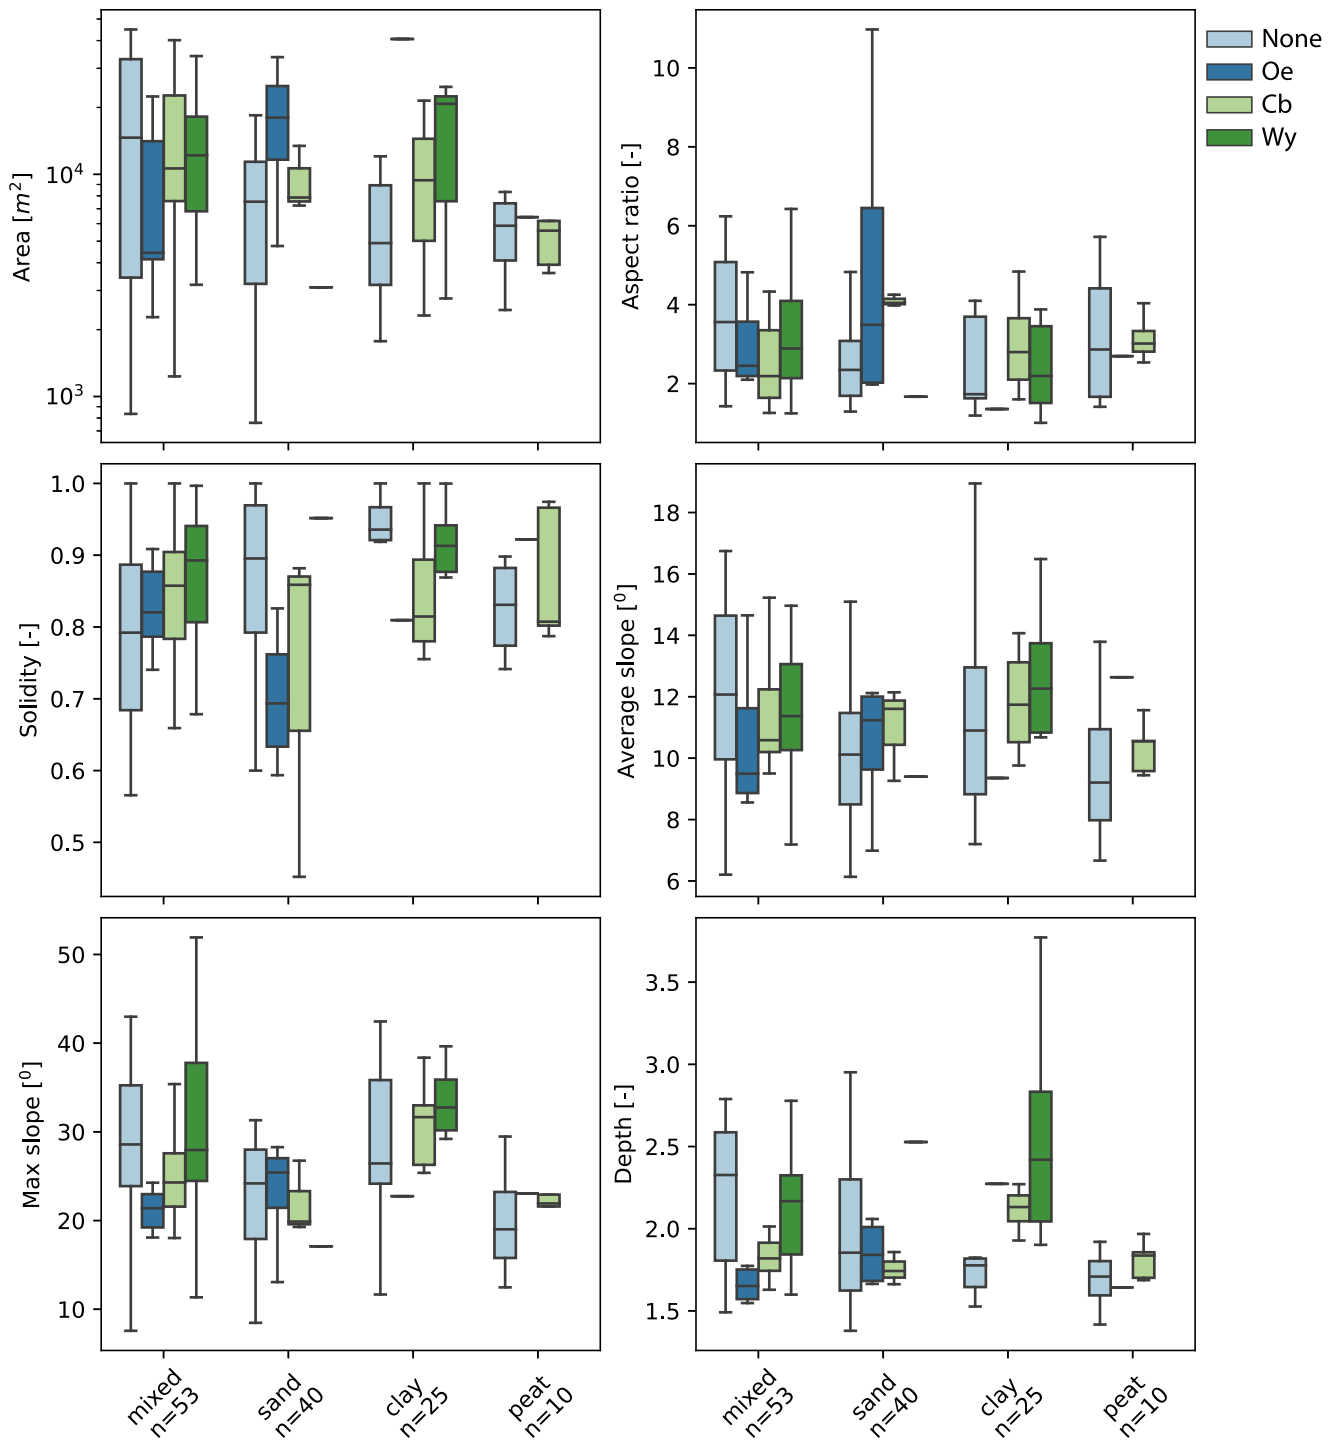 Area [m²]
10⁴
10³
Aspect ratio [-]
10
8
6
4
2
None
Oe
Cb
Wy
Solidity [-]
1.0
0.9
0.8
0.7
0.6
0.5
Average slope [⁰]
18
16
14
12
10
8
6
Max slope [⁰]
50
40
30
20
10
Depth [-]
3.5
3.0
2.5
2.0
1.5
mixed
n=53
sand
n=40
clay
n=25
peat
n=10
mixed
n=53
sand
n=40
clay
n=25
peat
n=10